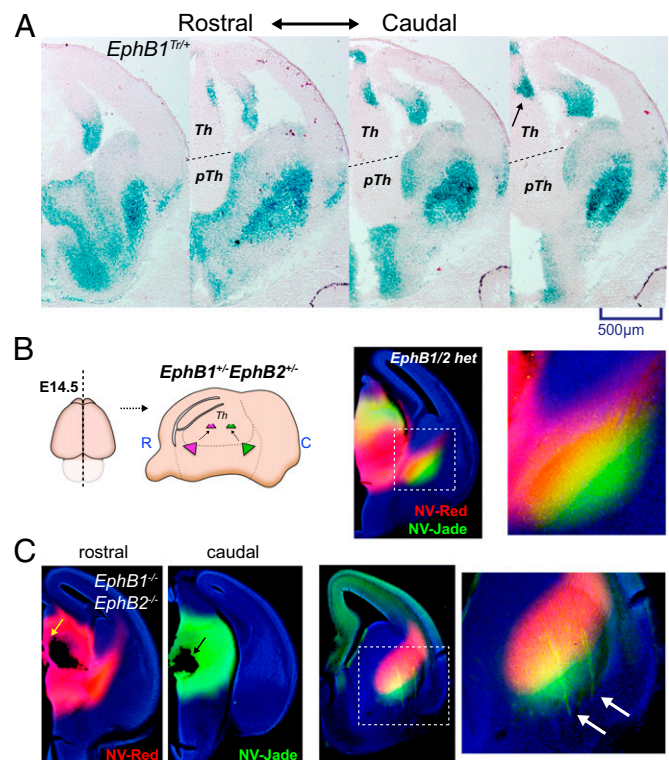 A
Rostral
Caudal
EphB1Tr/+
Th
pTh
Th
pTh
Th
pTh
500µm
B
E14.5
EphB1+/-EphB2+/-
Th
R
C
EphB1/2 het
NV-Red
NV-Jade
C
rostral
caudal
EphB1-/-
EphB2-/-
NV-Red
NV-Jade